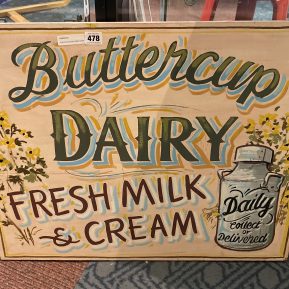 478
Buttercup
DAIRY
FRESH MILK
& CREAM
Daily
collect
or
Delivered